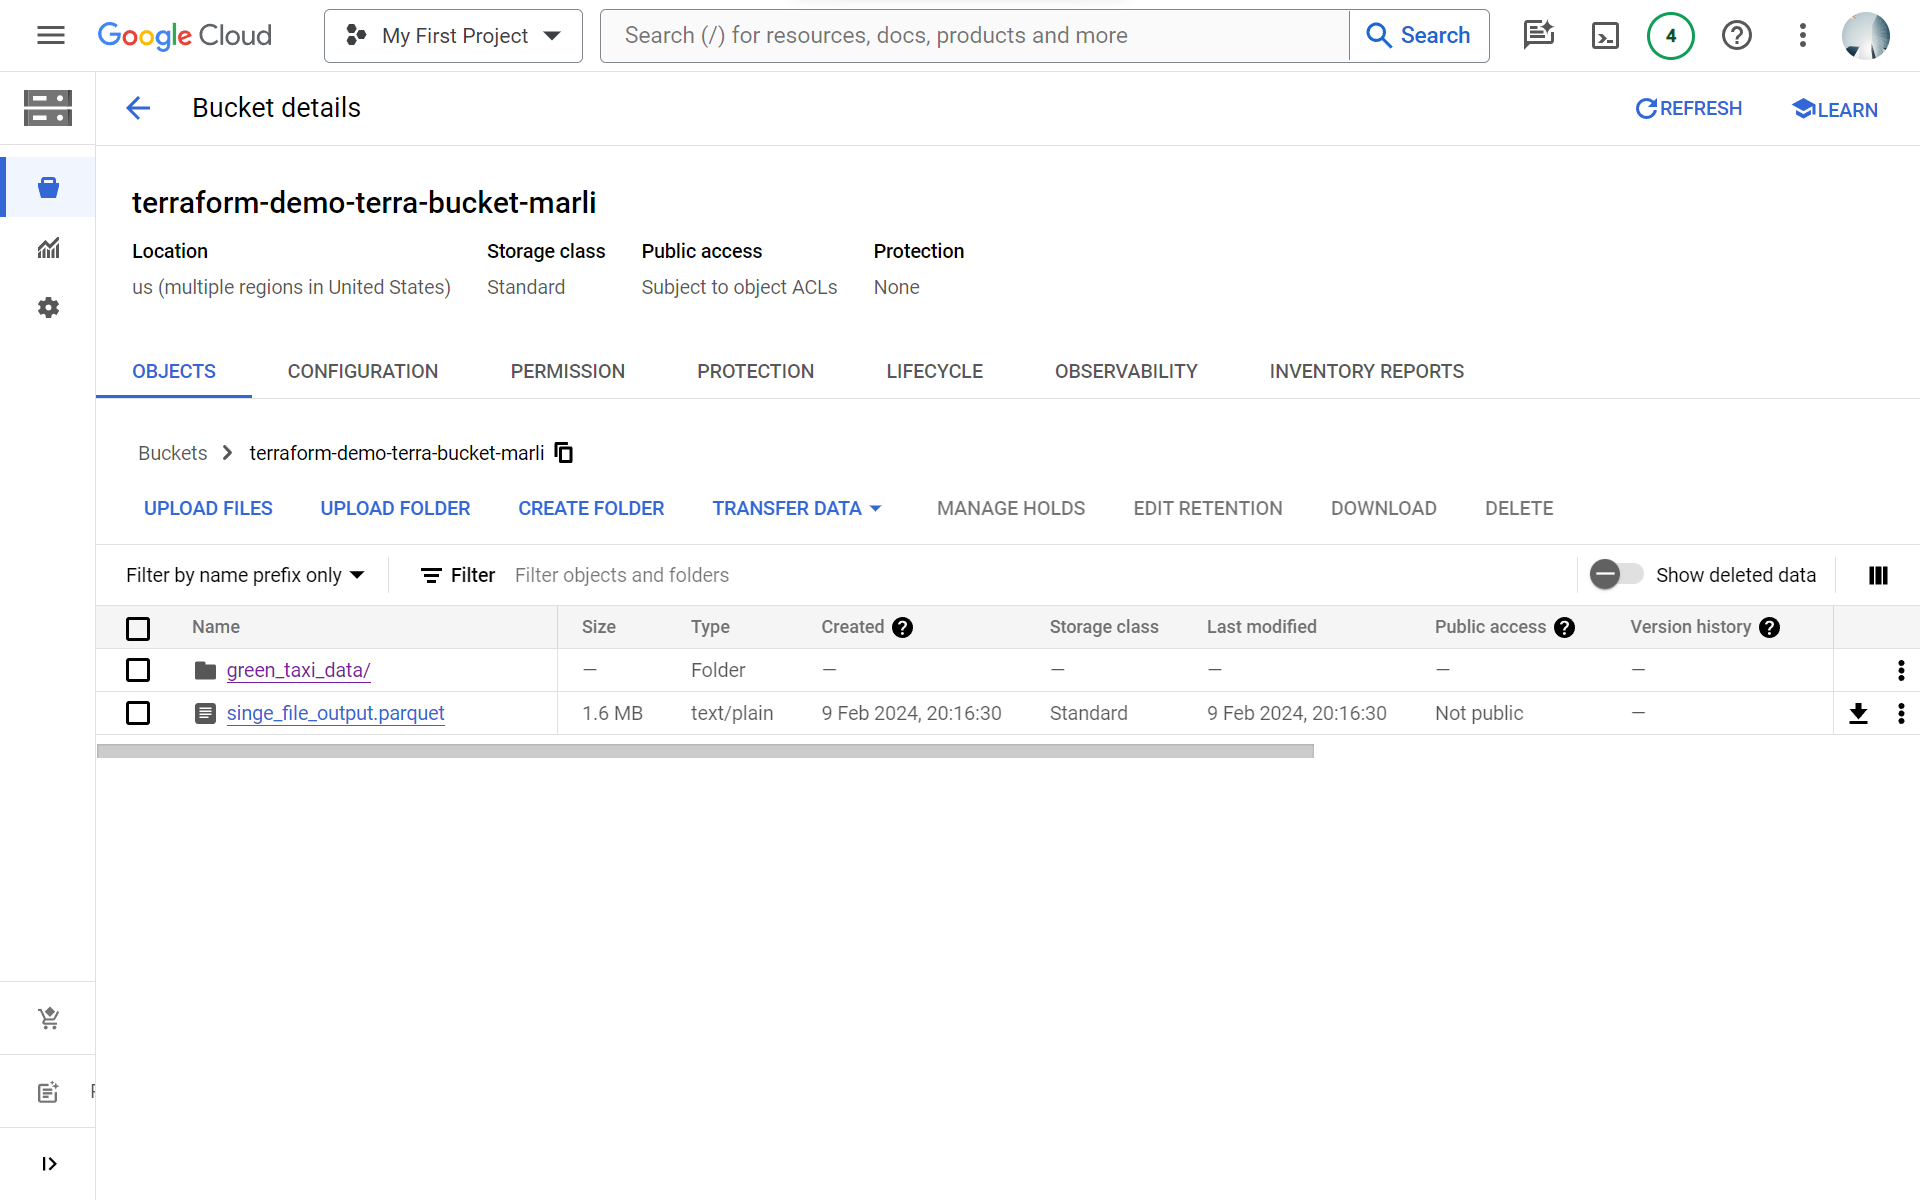 Google Cloud
My First Project
Search (/) for resources, docs, products and more
Search
4
Bucket details
REFRESH
LEARN
terraform-demo-terra-bucket-marli
Location Storage class Public access Protection
us (multiple regions in United States) Standard Subject to object ACLs None
OBJECTS CONFIGURATION PERMISSION PROTECTION LIFECYCLE OBSERVABILITY INVENTORY REPORTS
Buckets terraform-demo-terra-bucket-marli
UPLOAD FILES UPLOAD FOLDER CREATE FOLDER TRANSFER DATA MANAGE HOLDS EDIT RETENTION DOWNLOAD DELETE
Filter by name prefix only Filter Filter objects and folders Show deleted data
Name Size Type Created Storage class Last modified Public access Version history
green_taxi_data/ — Folder — — — — —
singe_file_output.parquet 1.6 MB text/plain 9 Feb 2024, 20:16:30 Standard 9 Feb 2024, 20:16:30 Not public —